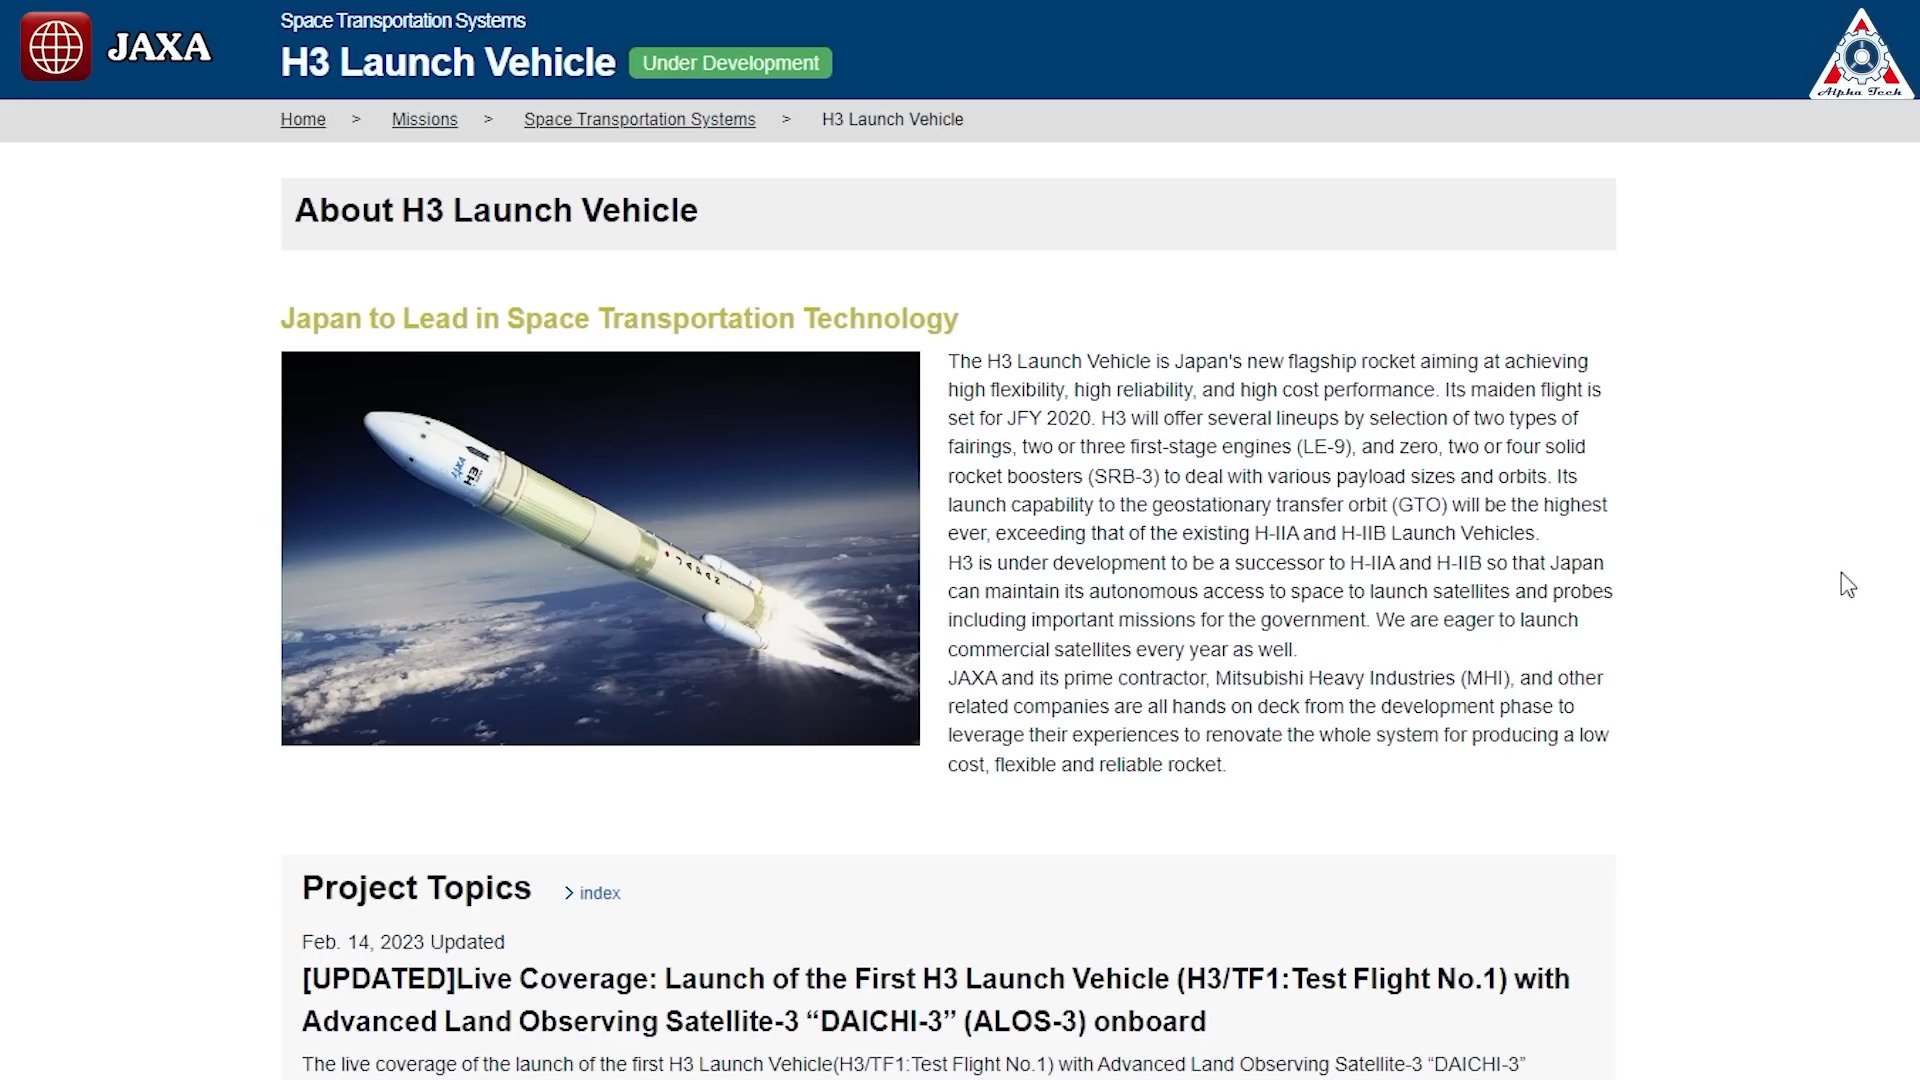 JAXA
Space Transportation Systems
H3 Launch Vehicle
Under Development
Alpha Tech
Home > Missions > Space Transportation Systems > H3 Launch Vehicle
About H3 Launch Vehicle
Japan to Lead in Space Transportation Technology
JAXA
H3
JAPAN
The H3 Launch Vehicle is Japan's new flagship rocket aiming at achieving
high flexibility, high reliability, and high cost performance. Its maiden flight is
set for JFY 2020. H3 will offer several lineups by selection of two types of
fairings, two or three first-stage engines (LE-9), and zero, two or four solid
rocket boosters (SRB-3) to deal with various payload sizes and orbits. Its
launch capability to the geostationary transfer orbit (GTO) will be the highest
ever, exceeding that of the existing H-IIA and H-IIB Launch Vehicles.
H3 is under development to be a successor to H-IIA and H-IIB so that Japan
can maintain its autonomous access to space to launch satellites and probes
including important missions for the government. We are eager to launch
commercial satellites every year as well.
JAXA and its prime contractor, Mitsubishi Heavy Industries (MHI), and other
related companies are all hands on deck from the development phase to
leverage their experiences to renovate the whole system for producing a low
cost, flexible and reliable rocket.
Project Topics
> index
Feb. 14, 2023 Updated
[UPDATED]Live Coverage: Launch of the First H3 Launch Vehicle (H3/TF1:Test Flight No.1) with
Advanced Land Observing Satellite-3 “DAICHI-3” (ALOS-3) onboard
The live coverage of the launch of the first H3 Launch Vehicle(H3/TF1:Test Flight No.1) with Advanced Land Observing Satellite-3 “DAICHI-3”